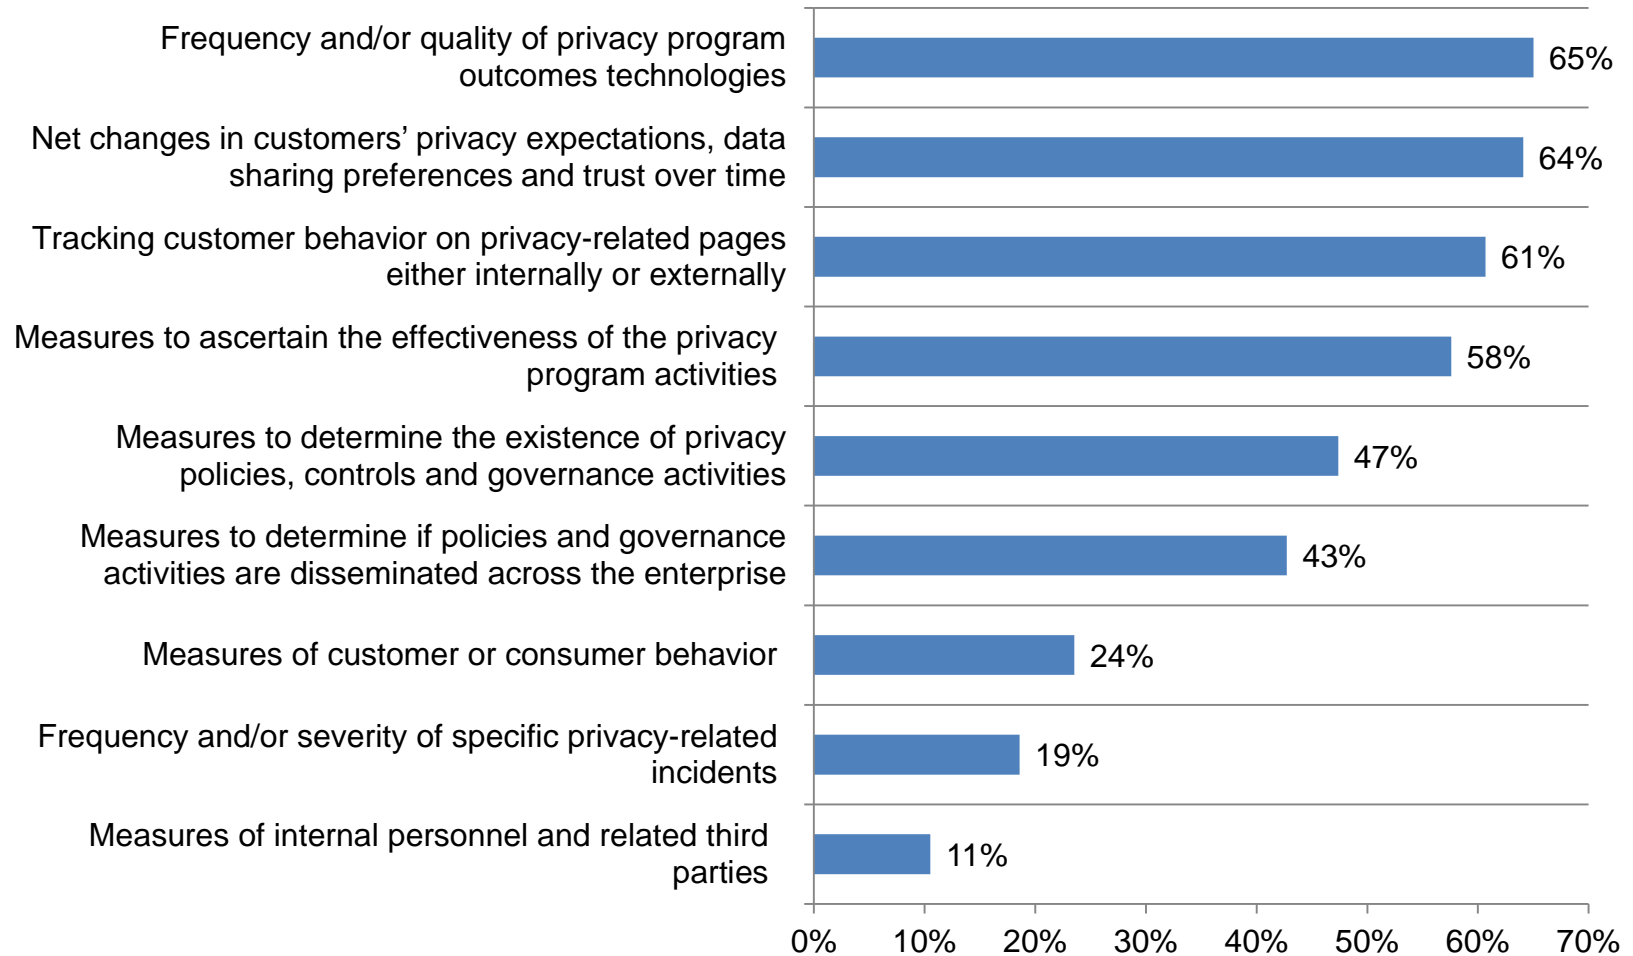 Frequency and/or quality of privacy program
outcomes technologies
65%
Net changes in customers’ privacy expectations, data
sharing preferences and trust over time
64%
Tracking customer behavior on privacy-related pages
either internally or externally
61%
Measures to ascertain the effectiveness of the privacy
program activities
58%
Measures to determine the existence of privacy
policies, controls and governance activities
47%
Measures to determine if policies and governance
activities are disseminated across the enterprise
43%
Measures of customer or consumer behavior
24%
Frequency and/or severity of specific privacy-related
incidents
19%
Measures of internal personnel and related third
parties
11%
0% 10% 20% 30% 40% 50% 60% 70%